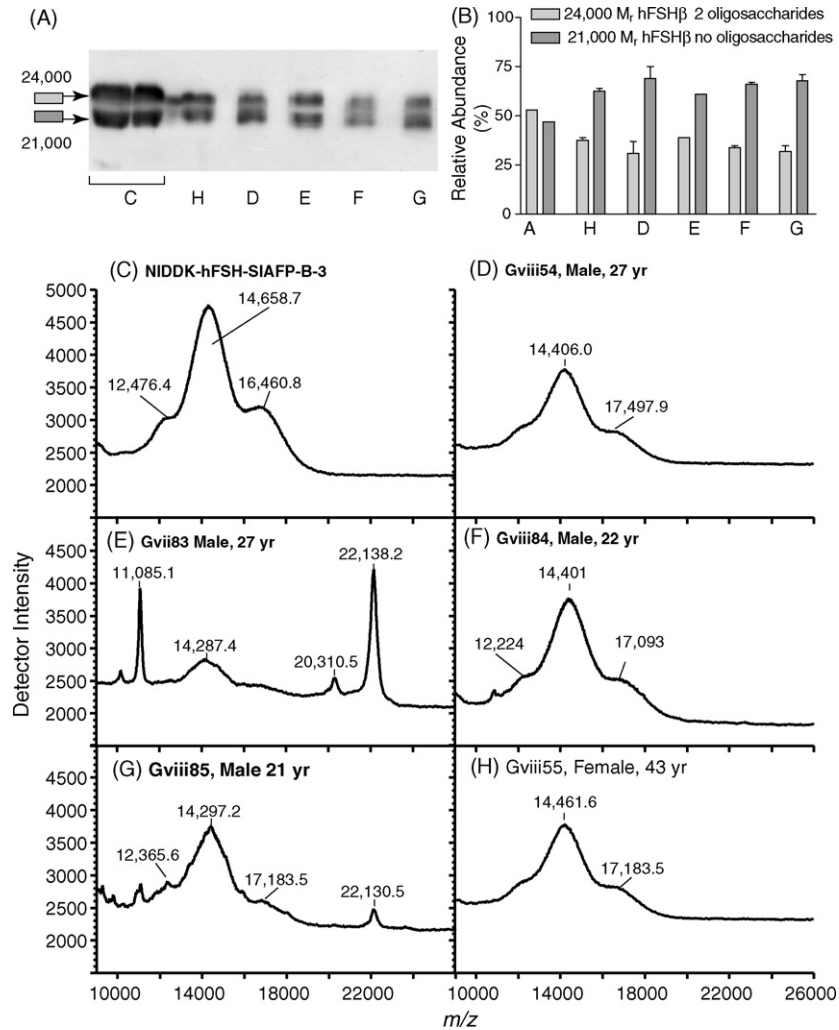 (A)
24,000
21,000
C H D E F G
(B)
24,000 Mr hFSHβ 2 oligosaccharides
21,000 Mr hFSHβ no oligosaccharides
Relative Abundance
(%)
100
75
50
25
0
A H D E F G
(C) NIDDK-hFSH-SIAFP-B-3
5000
4500
4000
3500
3000
2500
2000
14,658.7
12,476.4
16,460.8
(D) Gviii54, Male, 27 yr
14,406.0
17,497.9
(E) Gvii83 Male, 27 yr
4500
4000
3500
3000
2500
2000
11,085.1
14,287.4
20,310.5
22,138.2
(F) Gviii84, Male, 22 yr
14,401
12,224
17,093
(G) Gviii85, Male 21 yr
4500
4000
3500
3000
2500
2000
14,297.2
12,365.6
17,183.5
22,130.5
(H) Gviii55, Female, 43 yr
14,461.6
17,183.5
Detector Intensity
10000 14000 18000 22000
10000 14000 18000 22000 26000
m/z